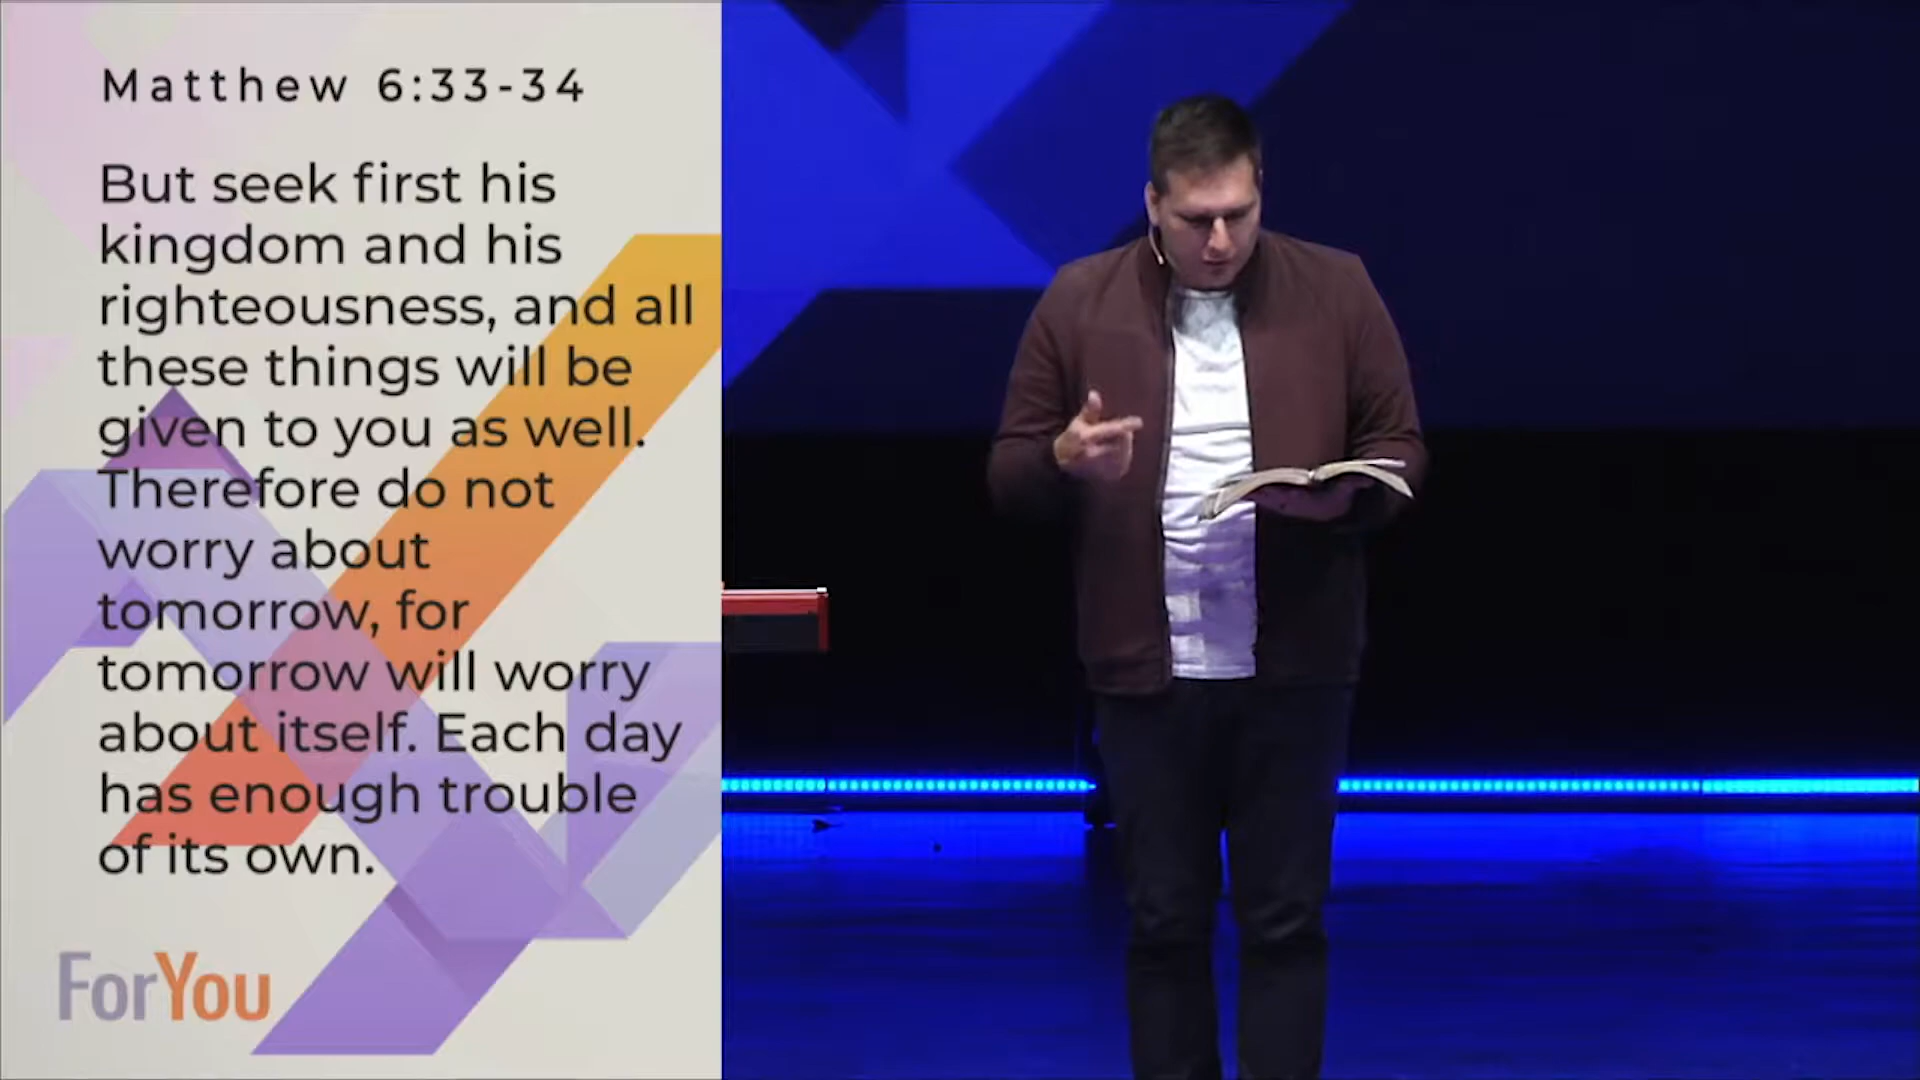 Matthew 6:33-34
But seek first his
kingdom and his
righteousness, and all
these things will be
given to you as well.
Therefore do not
worry about
tomorrow, for
tomorrow will worry
about itself. Each day
has enough trouble
of its own.
ForYou